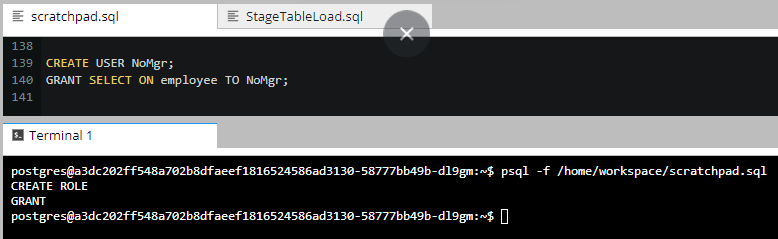 scratchpad.sql
StageTableLoad.sql
138
139 CREATE USER NoMgr;
140 GRANT SELECT ON employee TO NoMgr;
141
Terminal 1
postgres@a3dc202ff548a702b8dfaeef1816524586ad3130-58777bb49b-dl9gm:~$ psql -f /home/workspace/scratchpad.sql
CREATE ROLE
GRANT
postgres@a3dc202ff548a702b8dfaeef1816524586ad3130-58777bb49b-dl9gm:~$